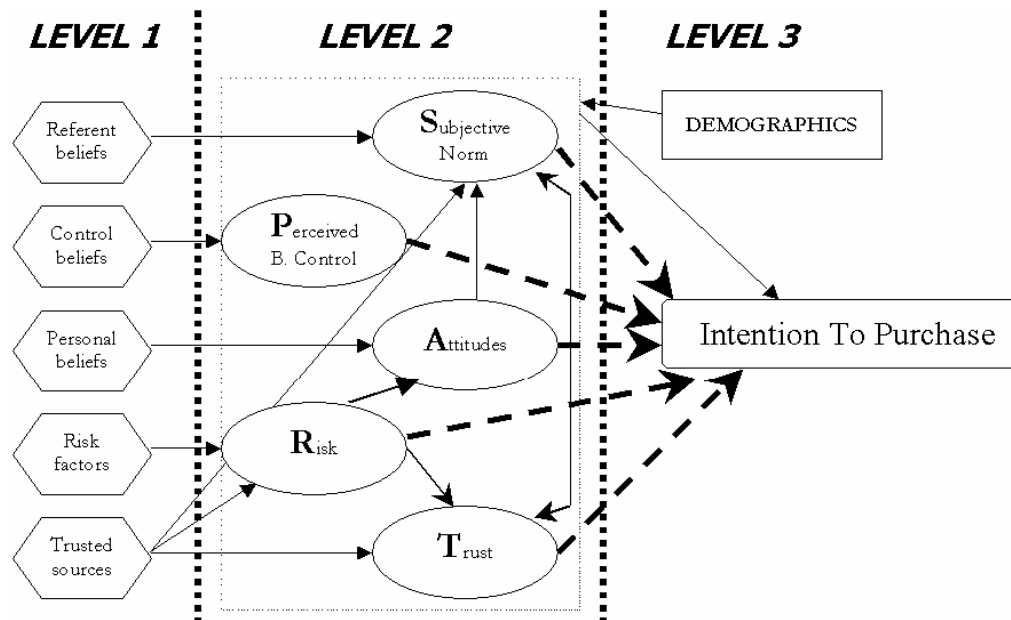 LEVEL 1
LEVEL 2
LEVEL 3
Referent
beliefs
Subjective
Norm
DEMOGRAPHICS
Control
beliefs
Perceived
B. Control
Personal
beliefs
Attitudes
Intention To Purchase
Risk
factors
Risk
Trusted
sources
Trust